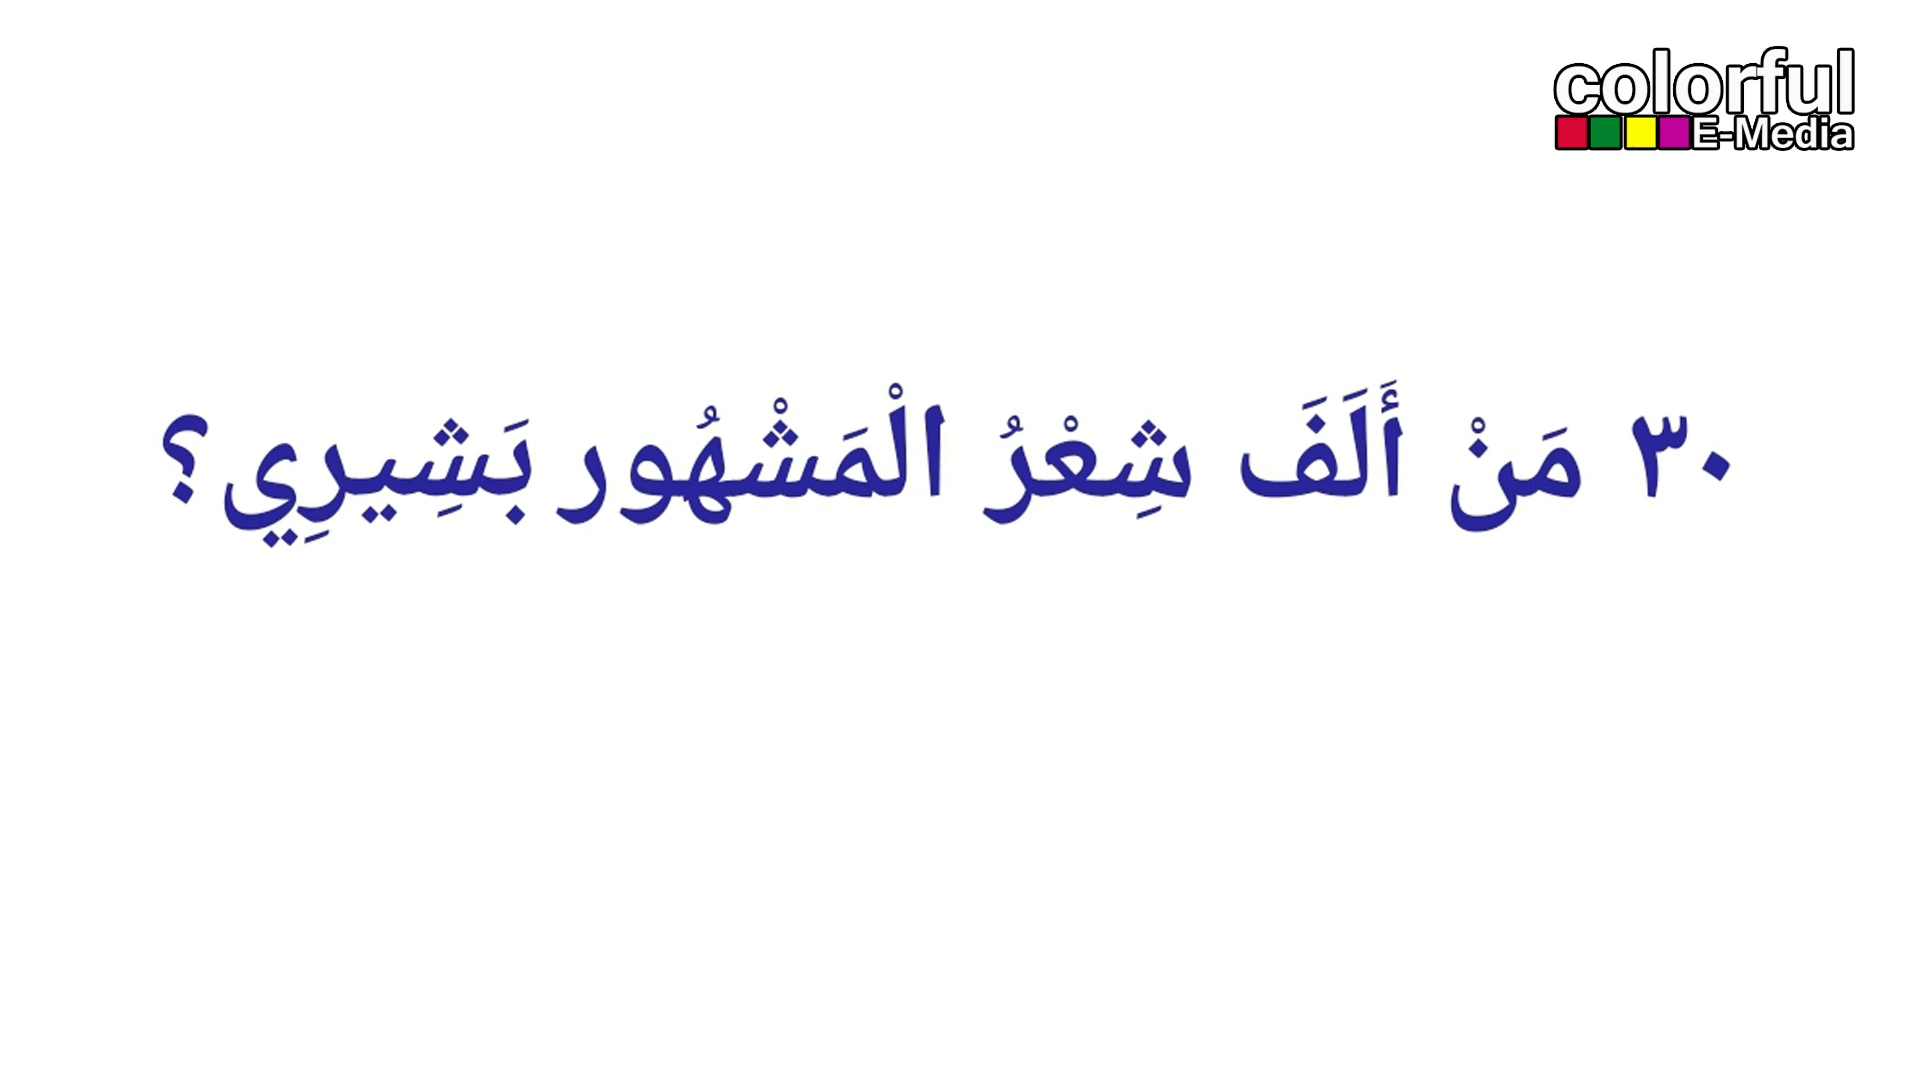 colorful
E-Media
٣٠ مَنْ أَلَفَ شِعْرُ الْمَشْهُور بَشِيرِي؟